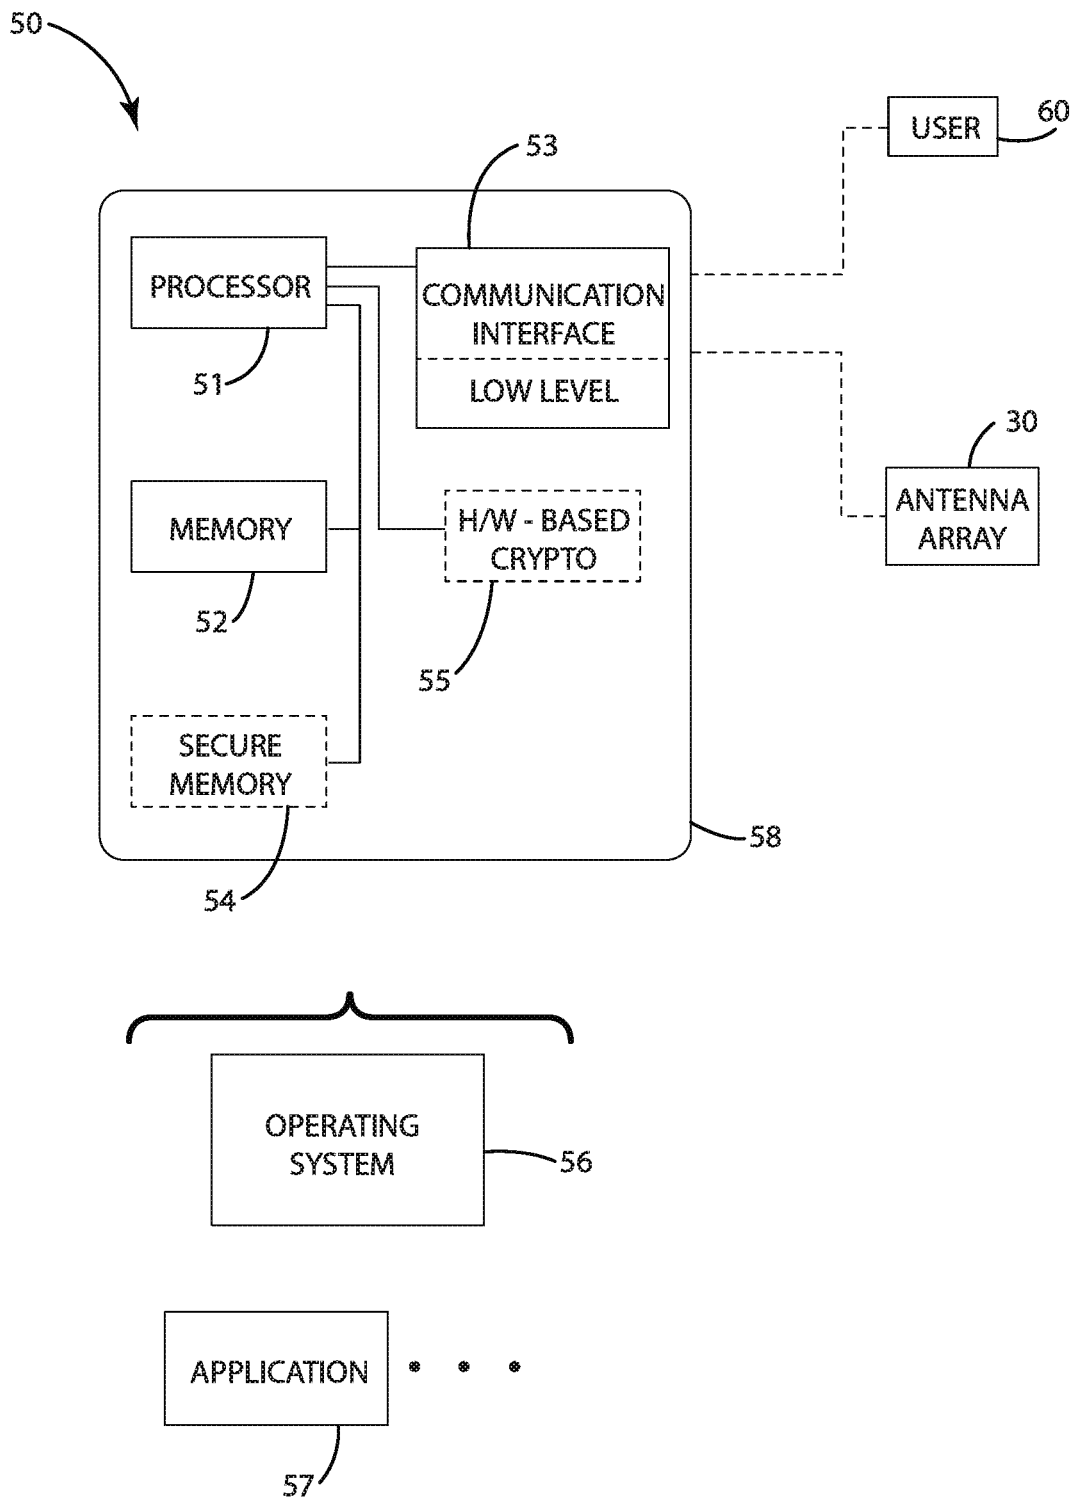 50
USER
60
53
PROCESSOR
COMMUNICATION
INTERFACE
51
LOW LEVEL
30
ANTENNA
ARRAY
MEMORY
H/W - BASED
CRYPTO
52
55
SECURE
MEMORY
58
54
OPERATING
SYSTEM
56
APPLICATION
57